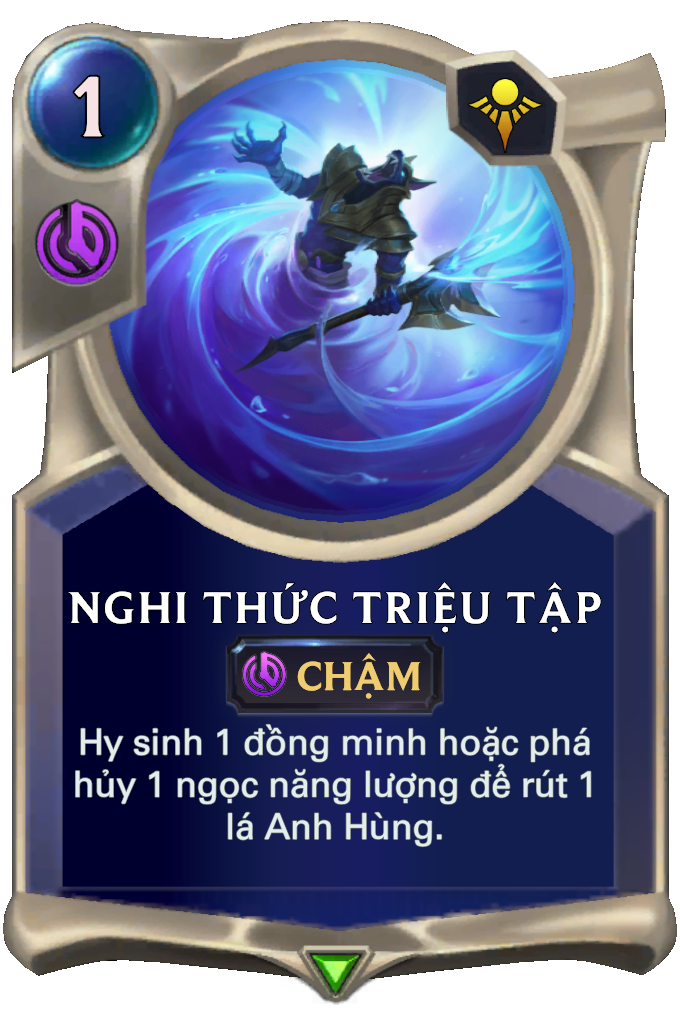 1
NGHI THỨC TRIỆU TẬP
CHẬM
Hy sinh 1 đồng minh hoặc phá
hủy 1 ngọc năng lượng để rút 1
lá Anh Hùng.